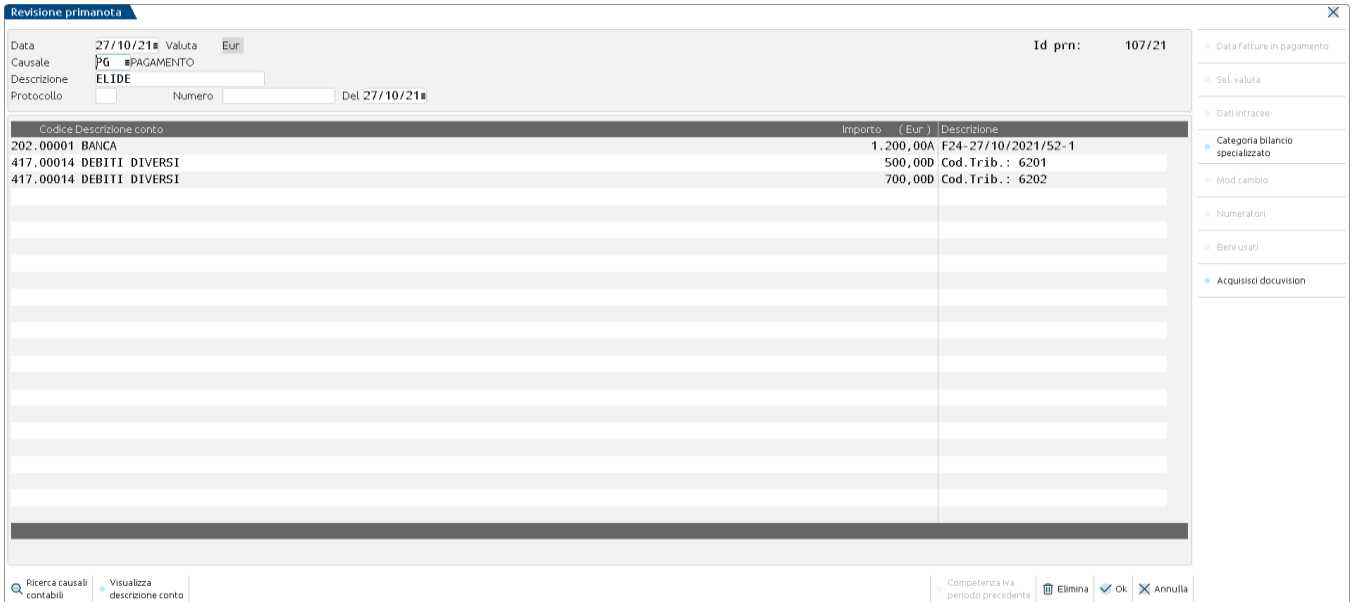 Revisione primanota
Data 27/10/21 Valuta Eur Id prn: 107/21
Causale PG PAGAMENTO
Descrizione ELIDE
Protocollo Numero Del 27/10/21
Codice Descrizione conto Importo ( Eur ) Descrizione
202.00001 BANCA 1.200,00A F24-27/10/2021/52-1
417.00014 DEBITI DIVERSI 500,00D Cod.Trib.: 6201
417.00014 DEBITI DIVERSI 700,00D Cod.Trib.: 6202
Data fatture in pagamento
Sel. valuta
Dati intracee
Categoria bilancio
specializzato
Mod.cambio
Numeratori
Beni usati
Acquisisci docuvision
Ricerca causali
contabili
Visualizza
descrizione conto
Competenza iva
periodo precedente
Elimina
Ok
Annulla